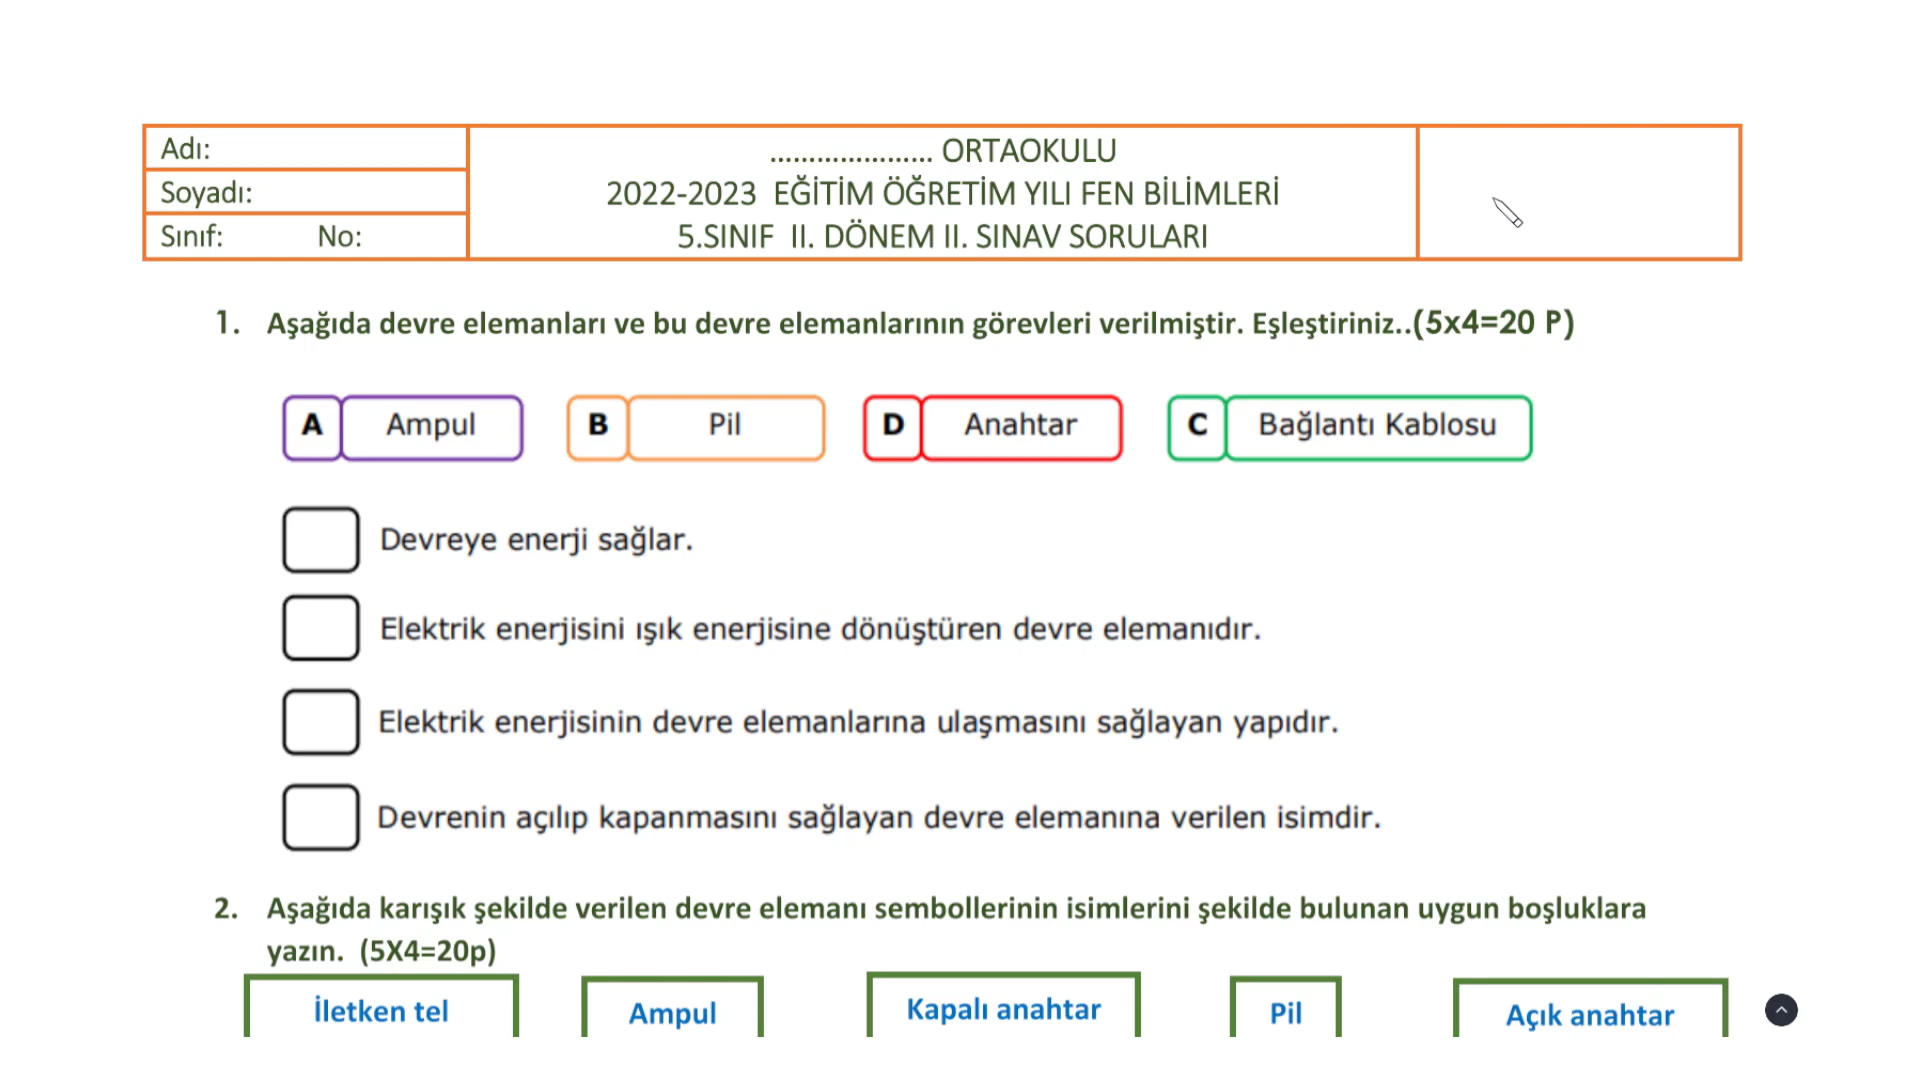 Adı:
Soyadı:
Sınıf: No:
..................... ORTAOKULU
2022-2023 EĞİTİM ÖĞRETİM YILI FEN BİLİMLERİ
5.SINIF II. DÖNEM II. SINAV SORULARI
1. Aşağıda devre elemanları ve bu devre elemanlarının görevleri verilmiştir. Eşleştiriniz..(5x4=20 P)
A Ampul B Pil D Anahtar C Bağlantı Kablosu
Devreye enerji sağlar.
Elektrik enerjisini ışık enerjisine dönüştüren devre elemanıdır.
Elektrik enerjisinin devre elemanlarına ulaşmasını sağlayan yapıdır.
Devrenin açılıp kapanmasını sağlayan devre elemanına verilen isimdir.
2. Aşağıda karışık şekilde verilen devre elemanı sembollerinin isimlerini şekilde bulunan uygun boşluklara
yazın. (5X4=20p)
İletken tel Ampul Kapalı anahtar Pil Açık anahtar